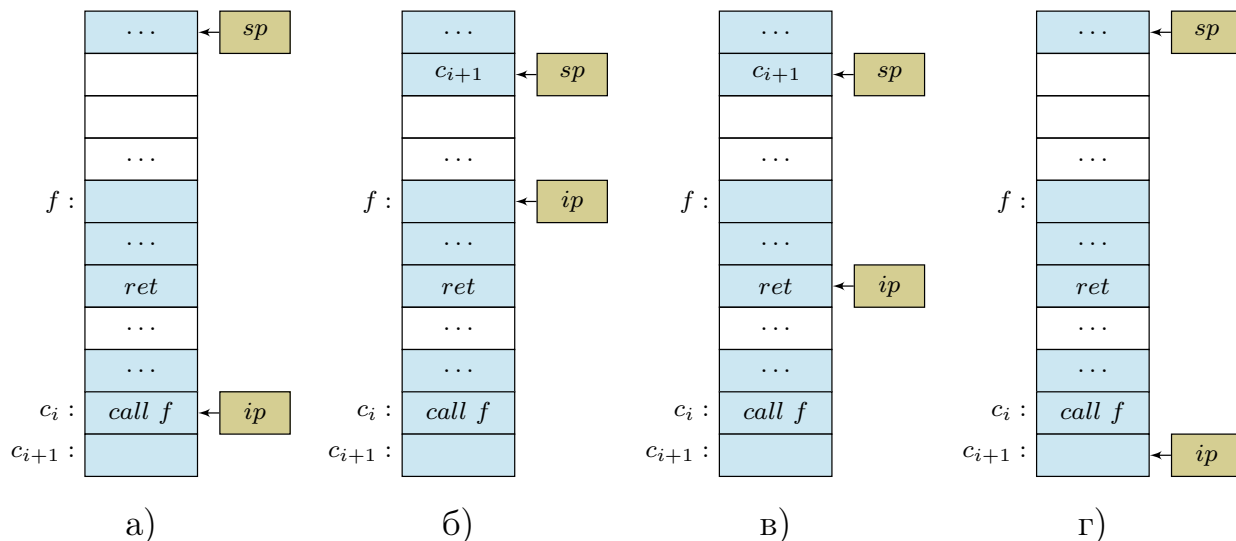 ··· sp
··· 
f :
···
ret
···
···
c_i : call f ip
c_{i+1} :
а)
···
c_{i+1} sp
···
f : ip
···
ret
···
···
c_i : call f
c_{i+1} :
б)
···
c_{i+1} sp
···
f :
···
ret ip
···
···
c_i : call f
c_{i+1} :
в)
··· sp
···
f :
···
ret
···
···
c_i : call f
c_{i+1} : ip
г)